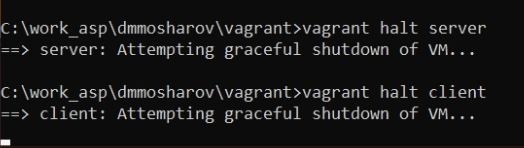 C:\work_asp\dmmosharov\vagrant>vagrant halt server
==> server: Attempting graceful shutdown of VM...
C:\work_asp\dmmosharov\vagrant>vagrant halt client
==> client: Attempting graceful shutdown of VM...